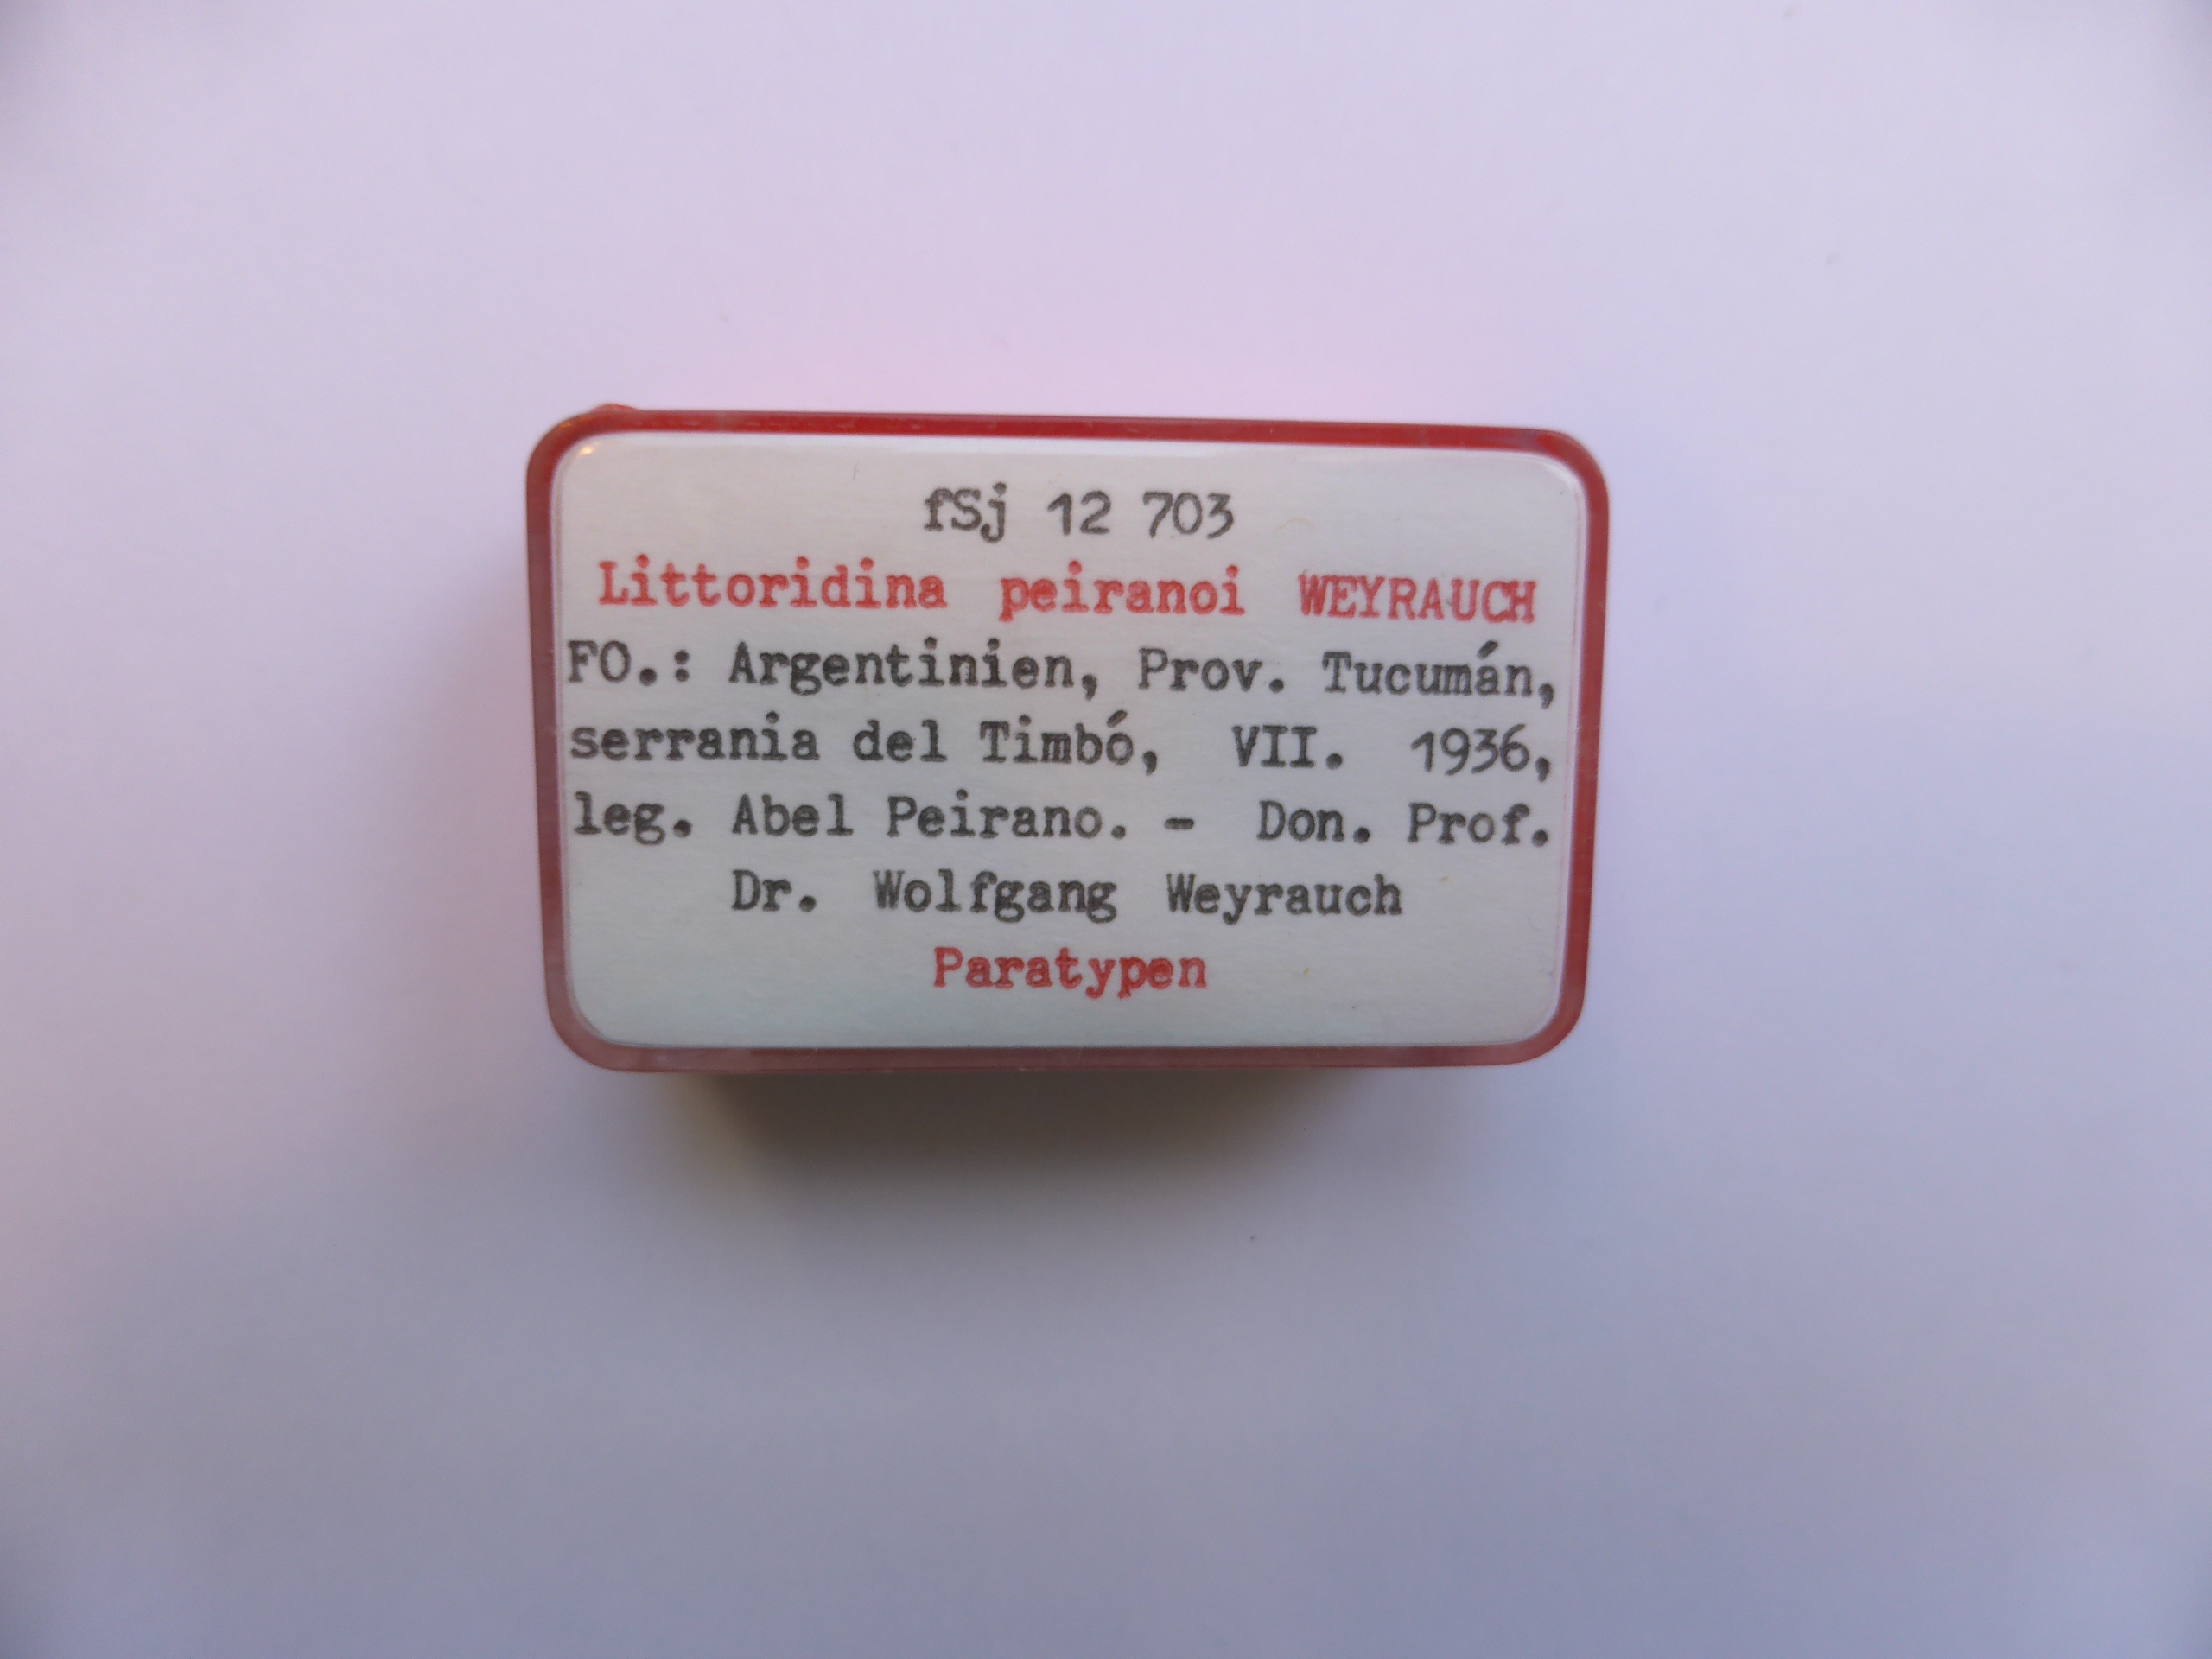 fSj 12 703
Littoridina peiranoi WEYRAUCH
FO.: Argentinien, Prov. Tucumán,
serrania del Timbó, VII. 1936,
leg. Abel Peirano. - Don. Prof.
Dr. Wolfgang Weyrauch
Paratypen